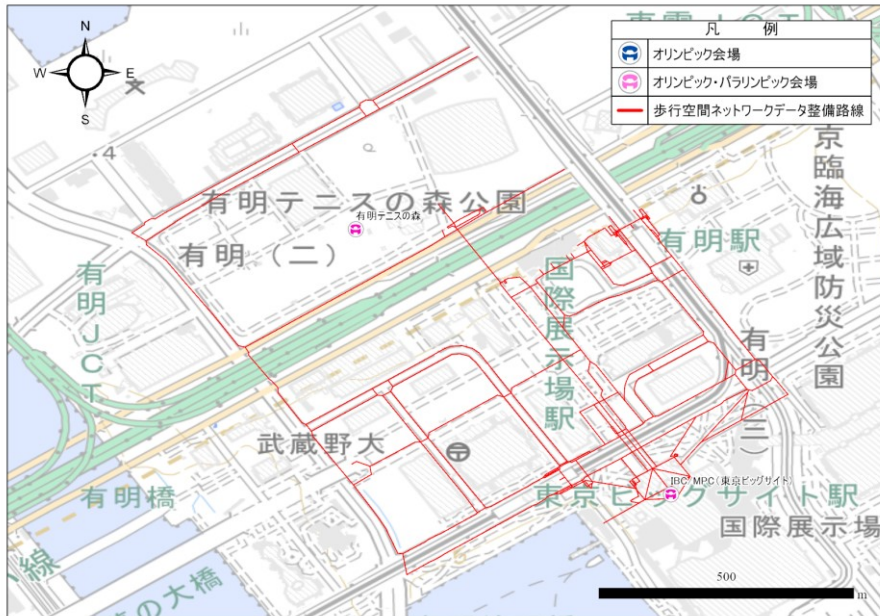 凡 例
オリンピック会場
オリンピック・パラリンピック会場
歩行空間ネットワークデータ整備路線
N
W
E
S
・4
有明テニスの森公園
有明テニスの森
有明（二）
有明JCT
国際展示場駅
有明駅
京臨海広域防災公園
有明（三）
武蔵野大
有明橋
IBC/MPC（東京ビッグサイト）
東京ビッグサイト駅
国際展示場
の大橋
500
m